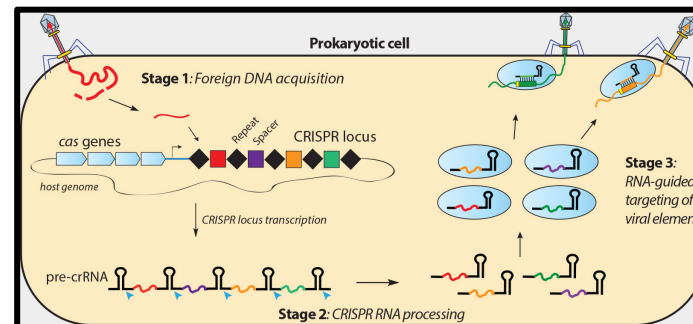 Prokaryotic cell
Stage 1: Foreign DNA acquisition
cas genes
Repeat
Spacer
CRISPR locus
host genome
CRISPR locus transcription
pre-crRNA
Stage 2: CRISPR RNA processing
Stage 3:
RNA-guided
targeting of
viral elemen